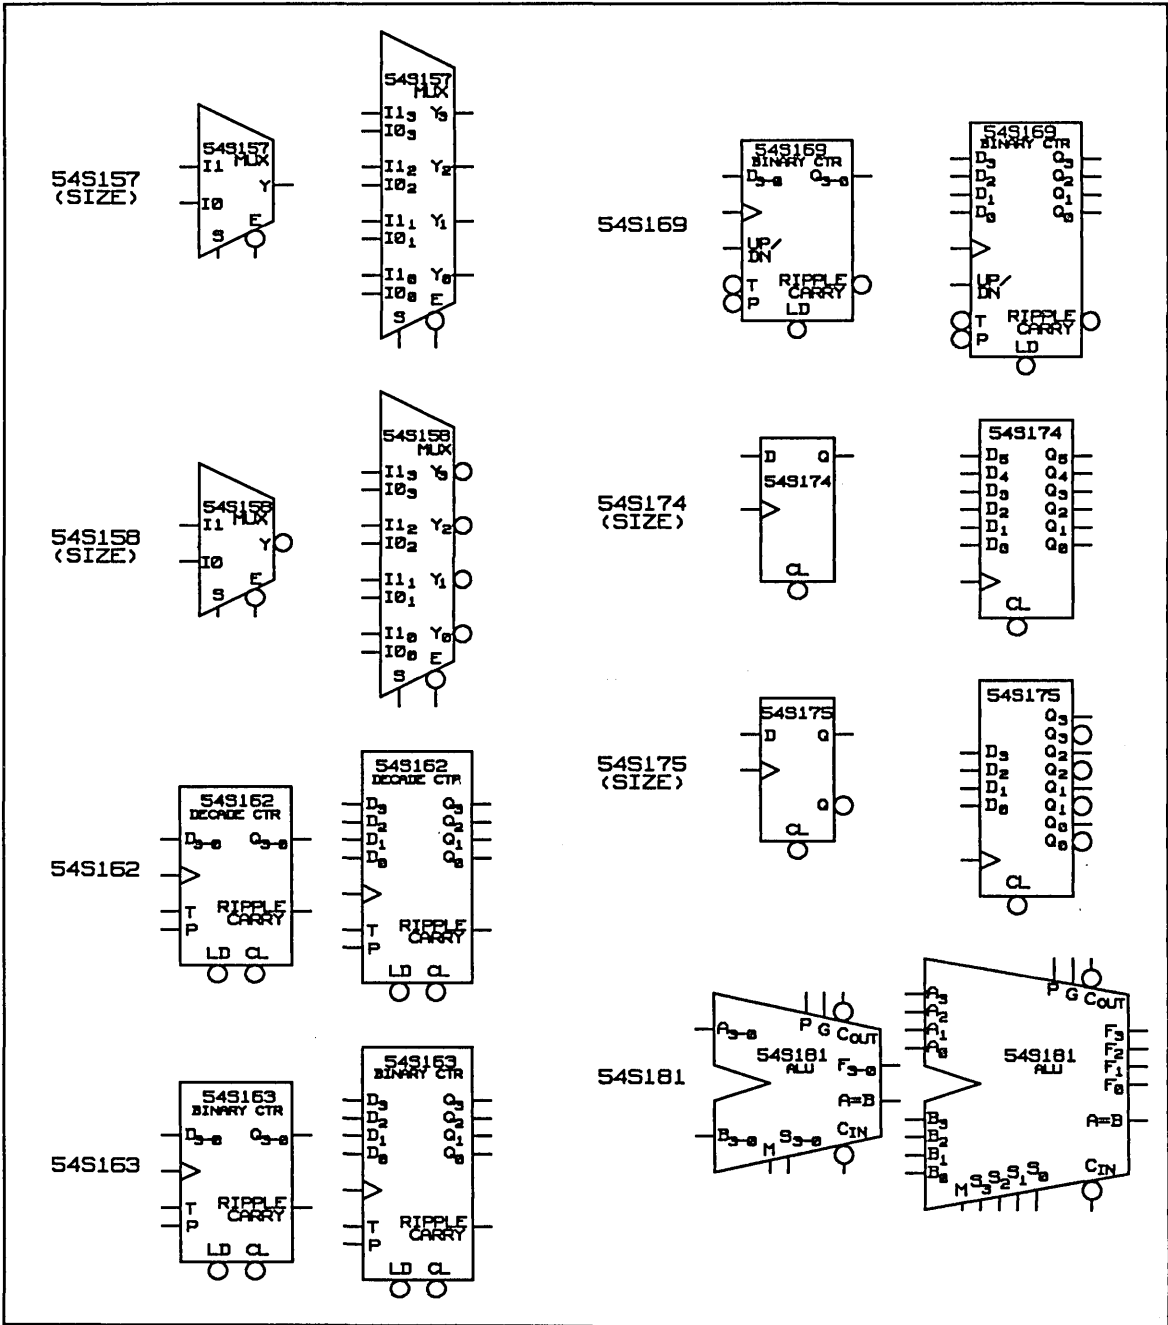 54S157
(SIZE)
54S157
MUX
I1
I0
Y
S
E
54S157
MUX
I1₃ Y₃
I0₃
I1₂ Y₂
I0₂
I1₁ Y₁
I0₁
I1₀ Y₀
I0₀
S
E
54S158
(SIZE)
54S158
MUX
I1
Y
I0
S
E
54S158
MUX
I1₃ Y₃
I0₃
I1₂ Y₂
I0₂
I1₁ Y₁
I0₁
I1₀ Y₀
I0₀
S
E
54S162
54S162
DECADE CTR
D₃₋₀ Q₃₋₀
T RIPPLE
P CARRY
LD CL
54S162
DECADE CTR
D₃ Q₃
D₂ Q₂
D₁ Q₁
D₀ Q₀
T RIPPLE
P CARRY
LD CL
54S163
54S163
BINARY CTR
D₃₋₀ Q₃₋₀
T RIPPLE
P CARRY
LD CL
54S163
BINARY CTR
D₃ Q₃
D₂ Q₂
D₁ Q₁
D₀ Q₀
T RIPPLE
P CARRY
LD CL
54S169
54S169
BINARY CTR
D₃₋₀ Q₃₋₀
UP/
DN
T RIPPLE
P CARRY
LD
54S169
BINARY CTR
D₃ Q₃
D₂ Q₂
D₁ Q₁
D₀ Q₀
UP/
DN
T RIPPLE
P CARRY
LD
54S174
(SIZE)
D Q
54S174
CL
54S174
D₅ Q₅
D₄ Q₄
D₃ Q₃
D₂ Q₂
D₁ Q₁
D₀ Q₀
CL
54S175
(SIZE)
54S175
D Q
Q
CL
54S175
Q₃
Q₃
D₃ Q₂
D₂ Q₂
D₁ Q₁
D₀ Q₁
Q₀
Q₀
CL
54S181
P G C_OUT
A₃₋₀
54S181
ALU
F₃₋₀
A=B
B₃₋₀
M S₃₋₀ C_IN
P G C_OUT
A₃
A₂
A₁
A₀
54S181
ALU
F₃
F₂
F₁
F₀
A=B
B₃
B₂
B₁
B₀
M S₃ S₂ S₁ S₀ C_IN